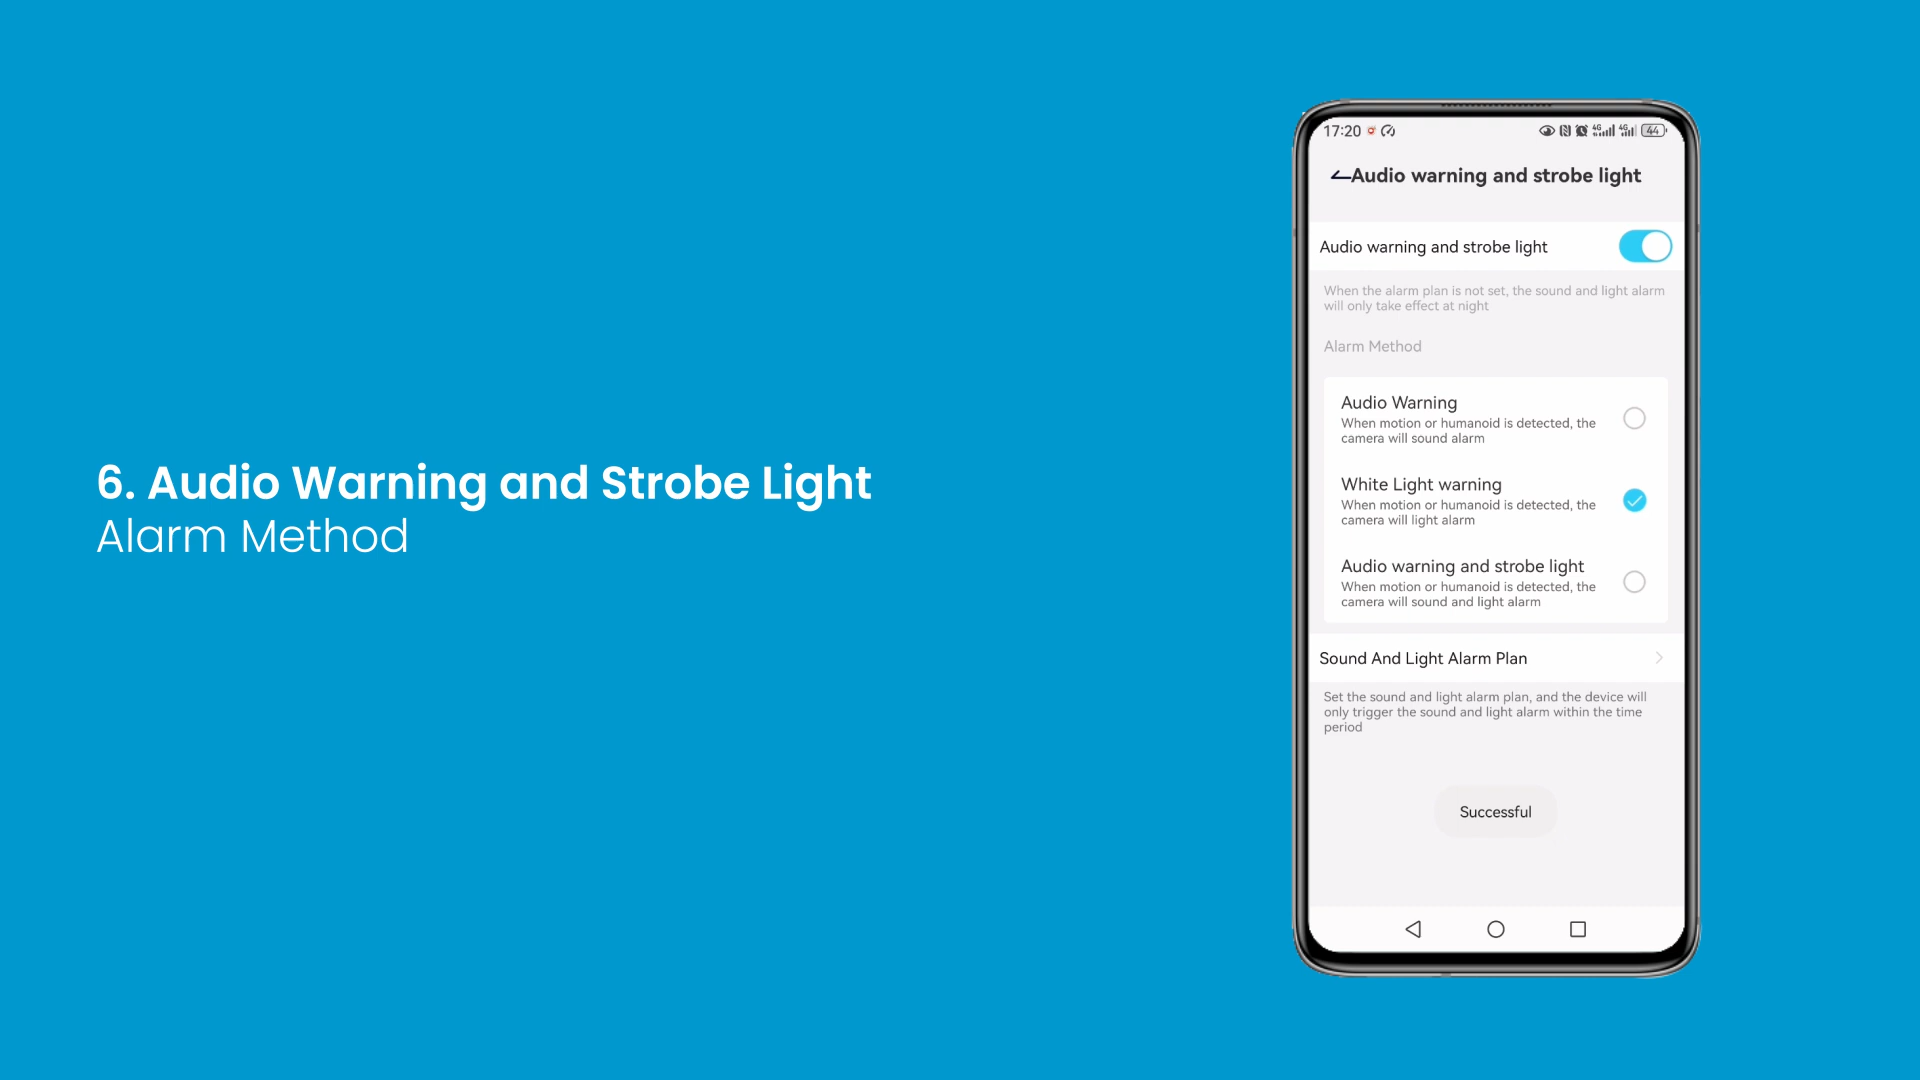 6. Audio Warning and Strobe Light
Alarm Method
17:20
4G
4G
44
Audio warning and strobe light
Audio warning and strobe light
When the alarm plan is not set, the sound and light alarm
will only take effect at night
Alarm Method
Audio Warning
When motion or humanoid is detected, the
camera will sound alarm
White Light warning
When motion or humanoid is detected, the
camera will light alarm
Audio warning and strobe light
When motion or humanoid is detected, the
camera will sound and light alarm
Sound And Light Alarm Plan
Set the sound and light alarm plan, and the device will
only trigger the sound and light alarm within the time
period
Successful